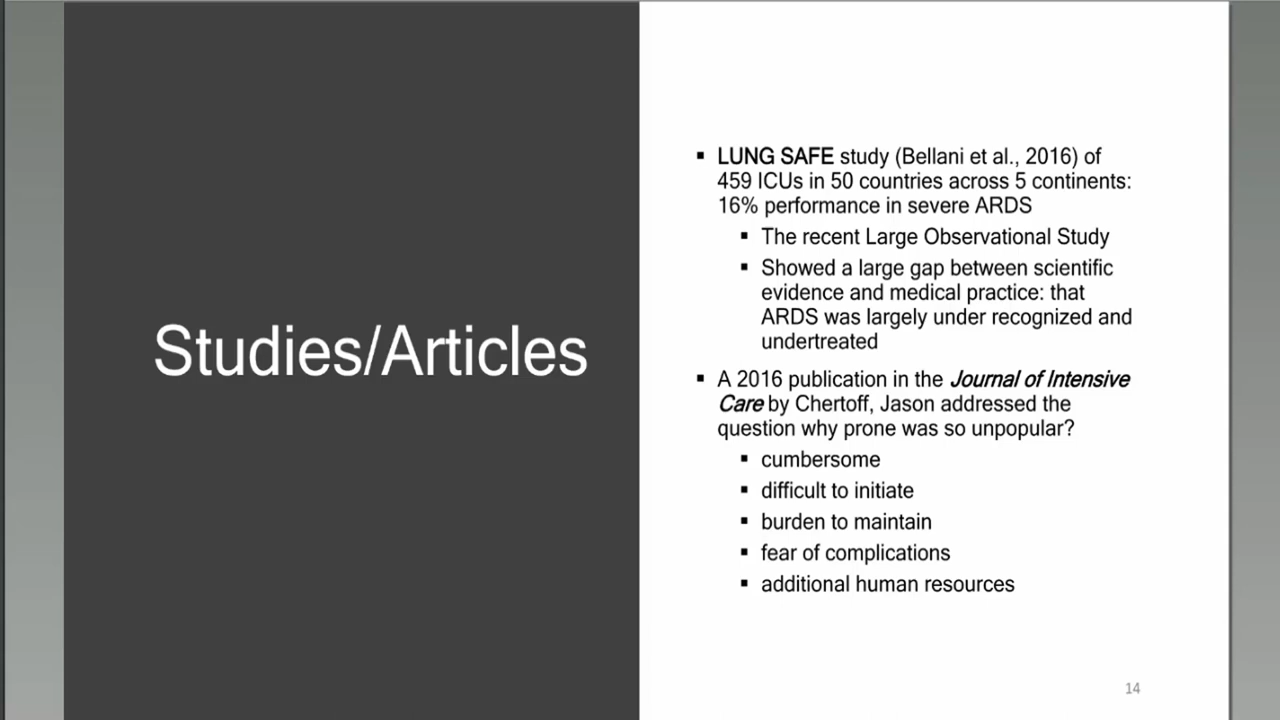 Studies/Articles
▪ LUNG SAFE study (Bellani et al., 2016) of
459 ICUs in 50 countries across 5 continents:
16% performance in severe ARDS
▪ The recent Large Observational Study
▪ Showed a large gap between scientific
evidence and medical practice: that
ARDS was largely under recognized and
undertreated
▪ A 2016 publication in the Journal of Intensive
Care by Chertoff, Jason addressed the
question why prone was so unpopular?
▪ cumbersome
▪ difficult to initiate
▪ burden to maintain
▪ fear of complications
▪ additional human resources
14